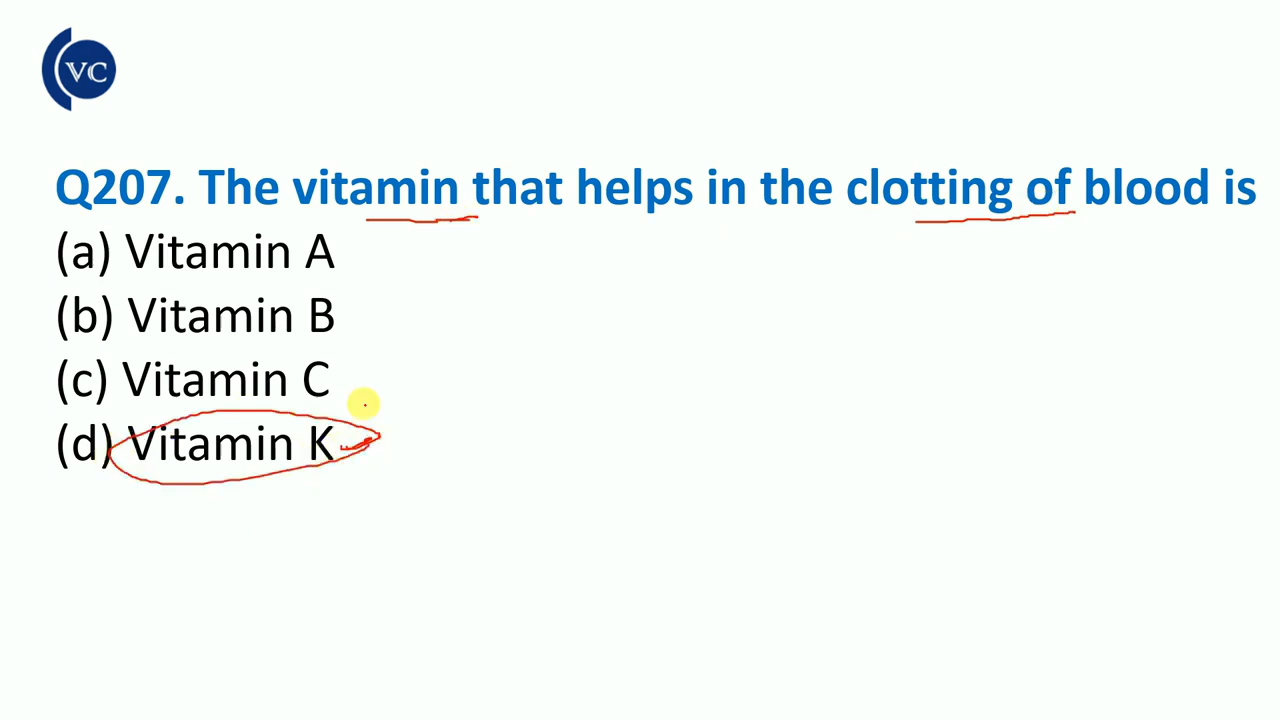 VC
Q207. The vitamin that helps in the clotting of blood is
(a) Vitamin A
(b) Vitamin B
(c) Vitamin C
(d) Vitamin K